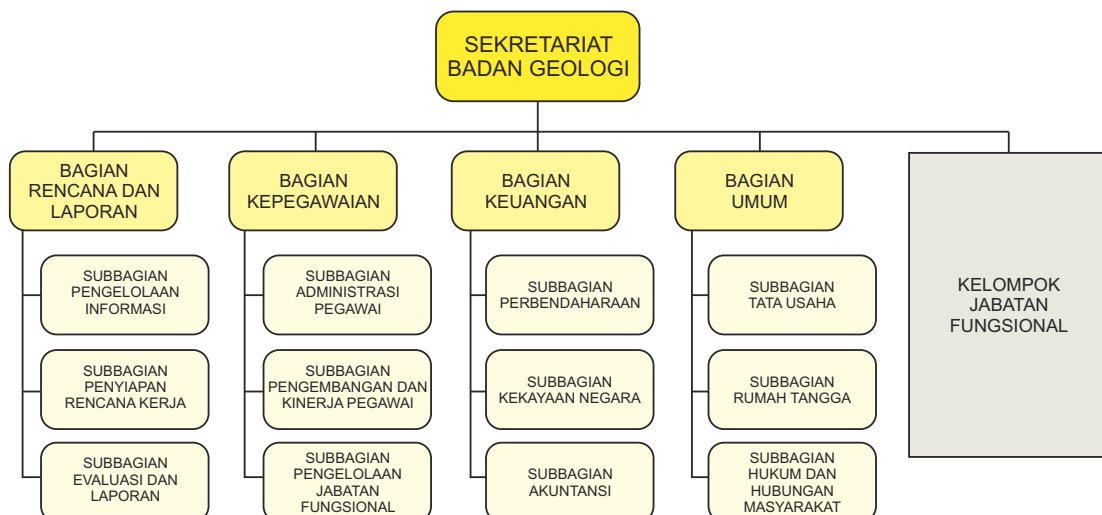 SEKRETARIAT
BADAN GEOLOGI
BAGIAN
RENCANA DAN
LAPORAN
SUBBAGIAN
PENGELOLAAN
INFORMASI
SUBBAGIAN
PENYIAPAN
RENCANA KERJA
SUBBAGIAN
EVALUASI DAN
LAPORAN
BAGIAN
KEPEGAWAIAN
SUBBAGIAN
ADMINISTRASI
PEGAWAI
SUBBAGIAN
PENGEMBANGAN DAN
KINERJA PEGAWAI
SUBBAGIAN
PENGELOLAAN
JABATAN
FUNGSIONAL
BAGIAN
KEUANGAN
SUBBAGIAN
PERBENDAHARAAN
SUBBAGIAN
KEKAYAAN NEGARA
SUBBAGIAN
AKUNTANSI
BAGIAN
UMUM
SUBBAGIAN
TATA USAHA
SUBBAGIAN
RUMAH TANGGA
SUBBAGIAN
HUKUM DAN
HUBUNGAN
MASYARAKAT
KELOMPOK
JABATAN
FUNGSIONAL